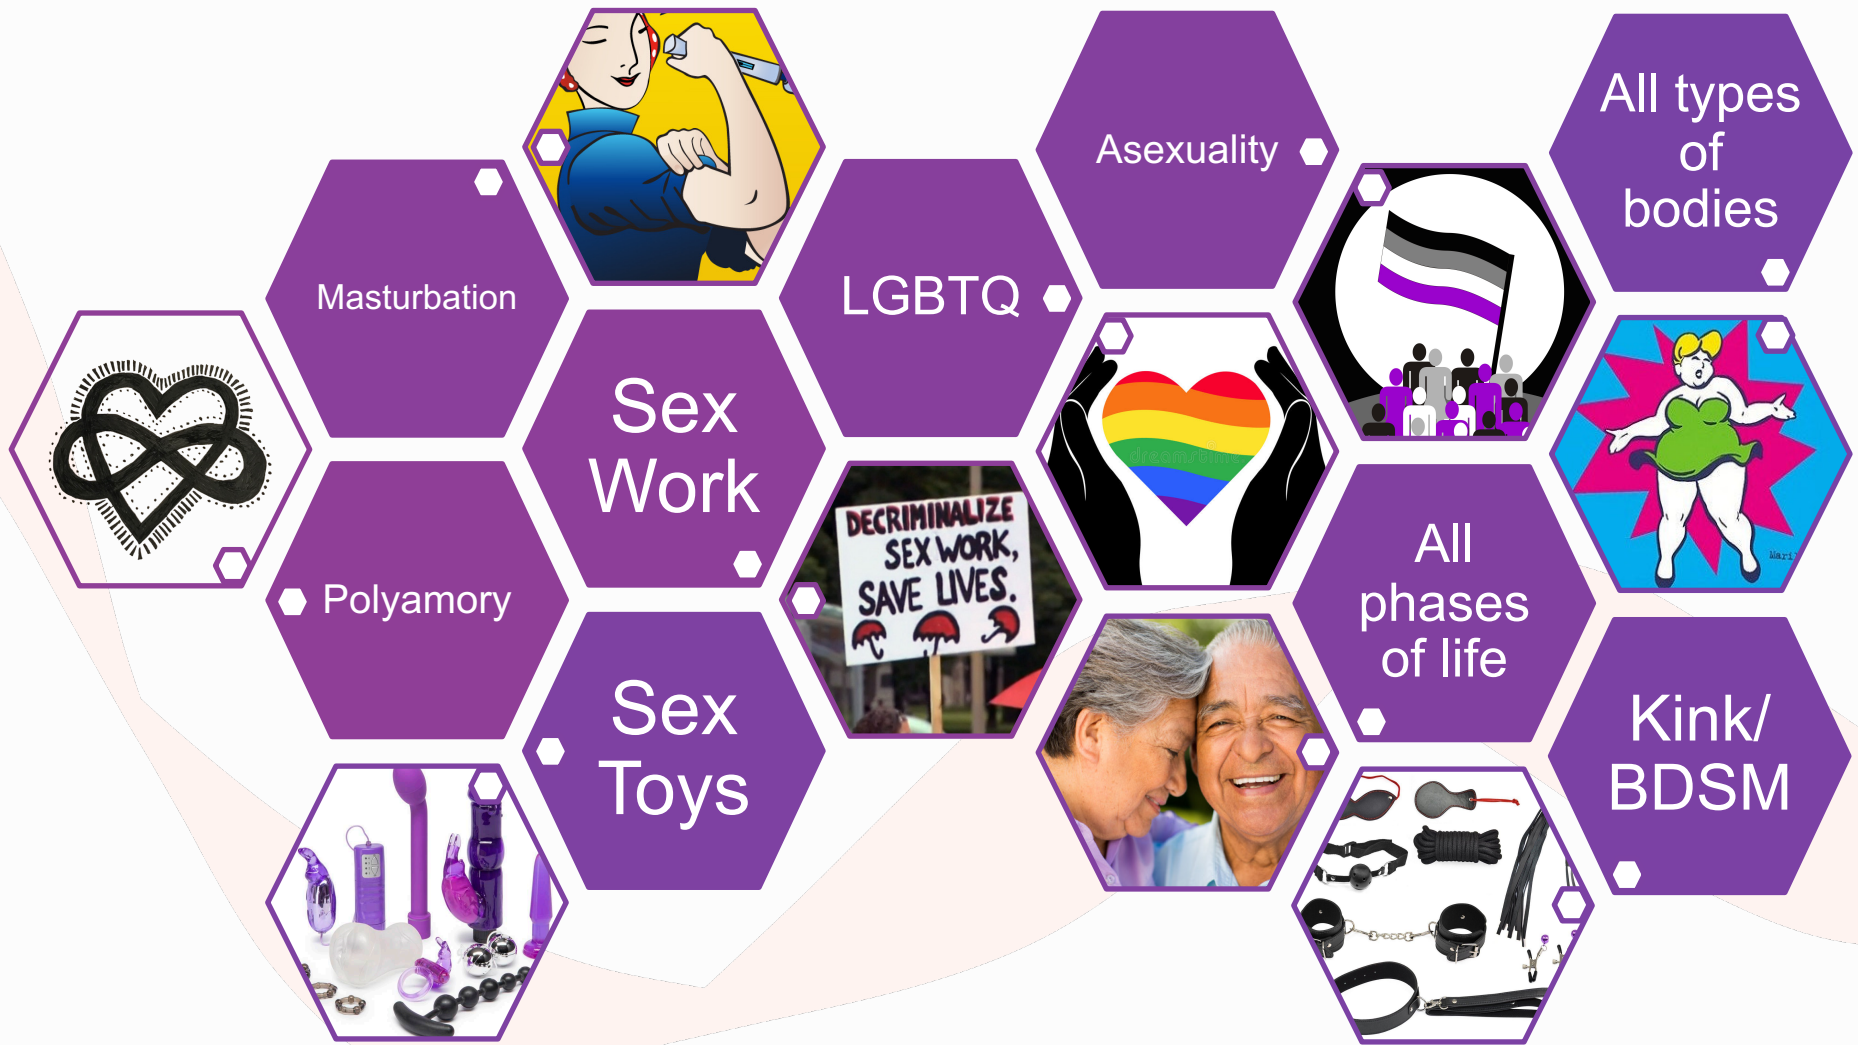 Masturbation
Polyamory
Sex
Work
Sex
Toys
LGBTQ
DECRIMINALIZE
SEX WORK,
SAVE LIVES.
Asexuality
dreamstime
All
phases
of life
All types
of
bodies
Kink/
BDSM